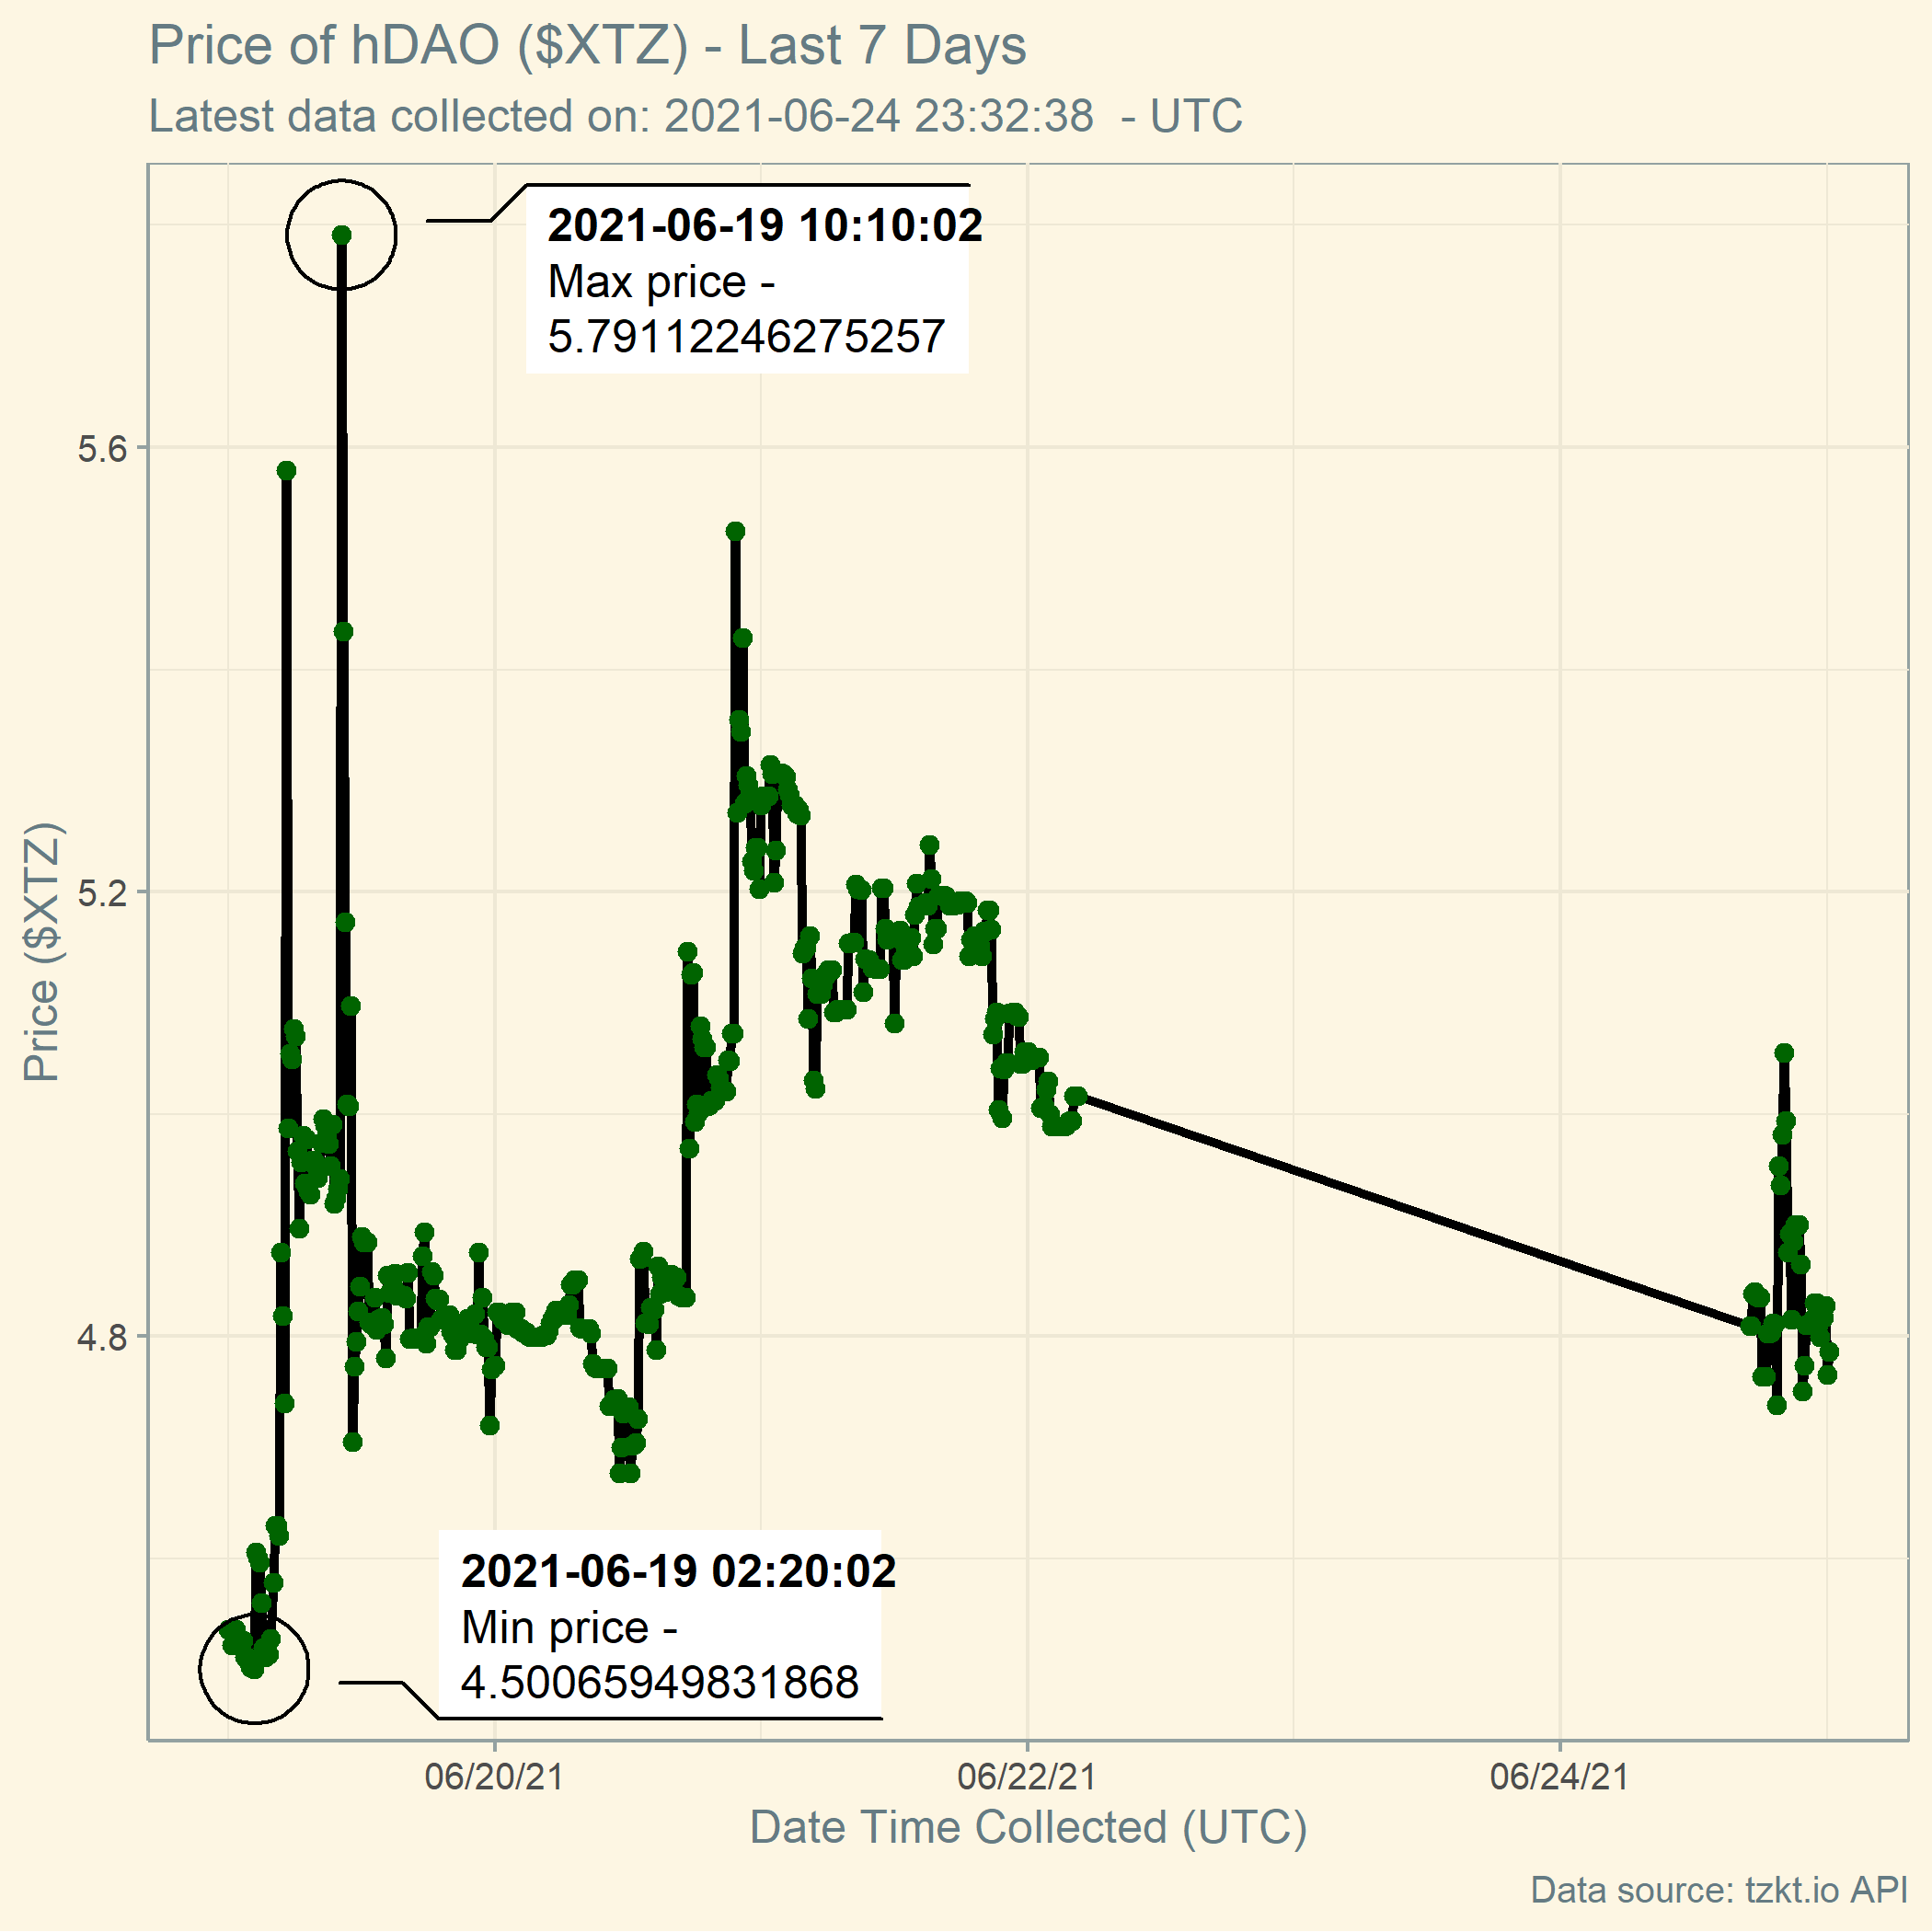 Price of hDAO ($XTZ) - Last 7 Days
Latest data collected on: 2021-06-24 23:32:38  - UTC
2021-06-19 10:10:02
Max price -
5.79112246275257
5.6
5.2
4.8
Price ($XTZ)
2021-06-19 02:20:02
Min price -
4.50065949831868
06/20/21
06/22/21
06/24/21
Date Time Collected (UTC)
Data source: tzkt.io API